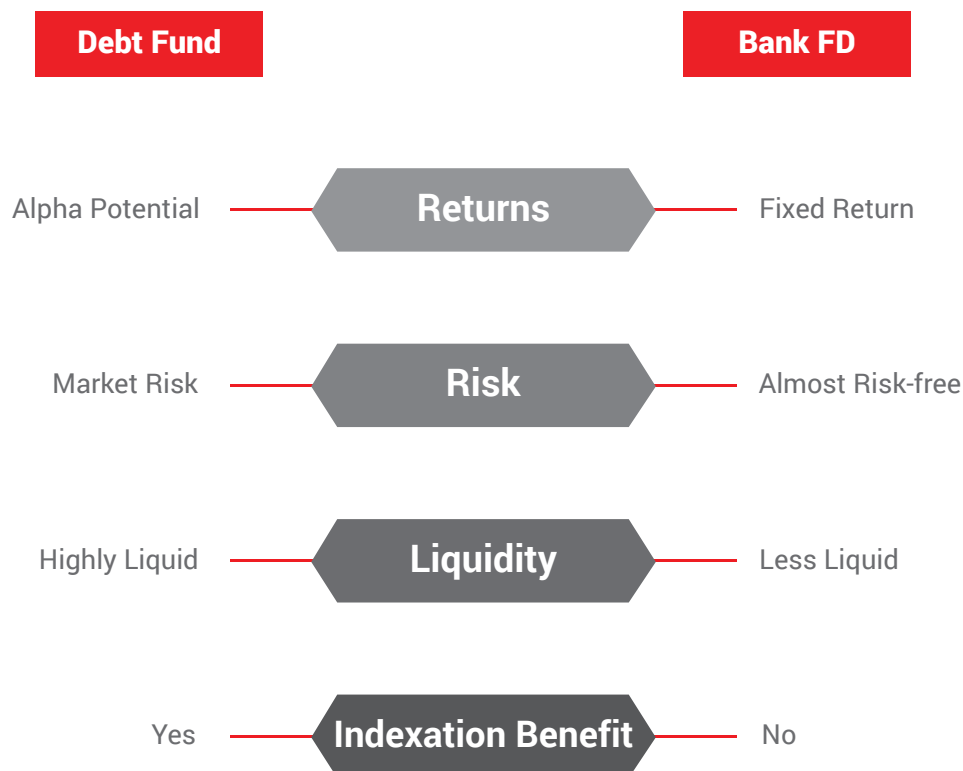 Debt Fund
Bank FD
Alpha Potential
Returns
Fixed Return
Market Risk
Risk
Almost Risk-free
Highly Liquid
Liquidity
Less Liquid
Yes
Indexation Benefit
No